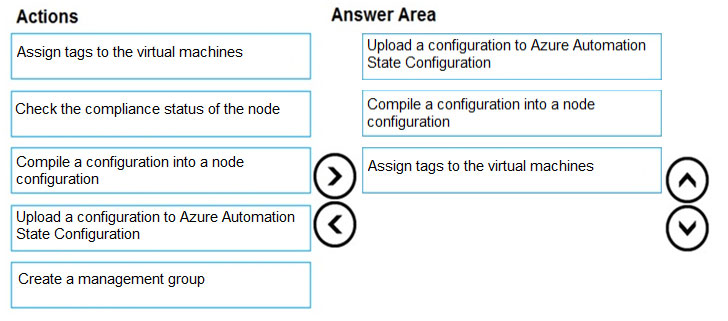 Actions
Assign tags to the virtual machines
Check the compliance status of the node
Compile a configuration into a node
configuration
Upload a configuration to Azure Automation
State Configuration
Create a management group
Answer Area
Upload a configuration to Azure Automation
State Configuration
Compile a configuration into a node
configuration
Assign tags to the virtual machines